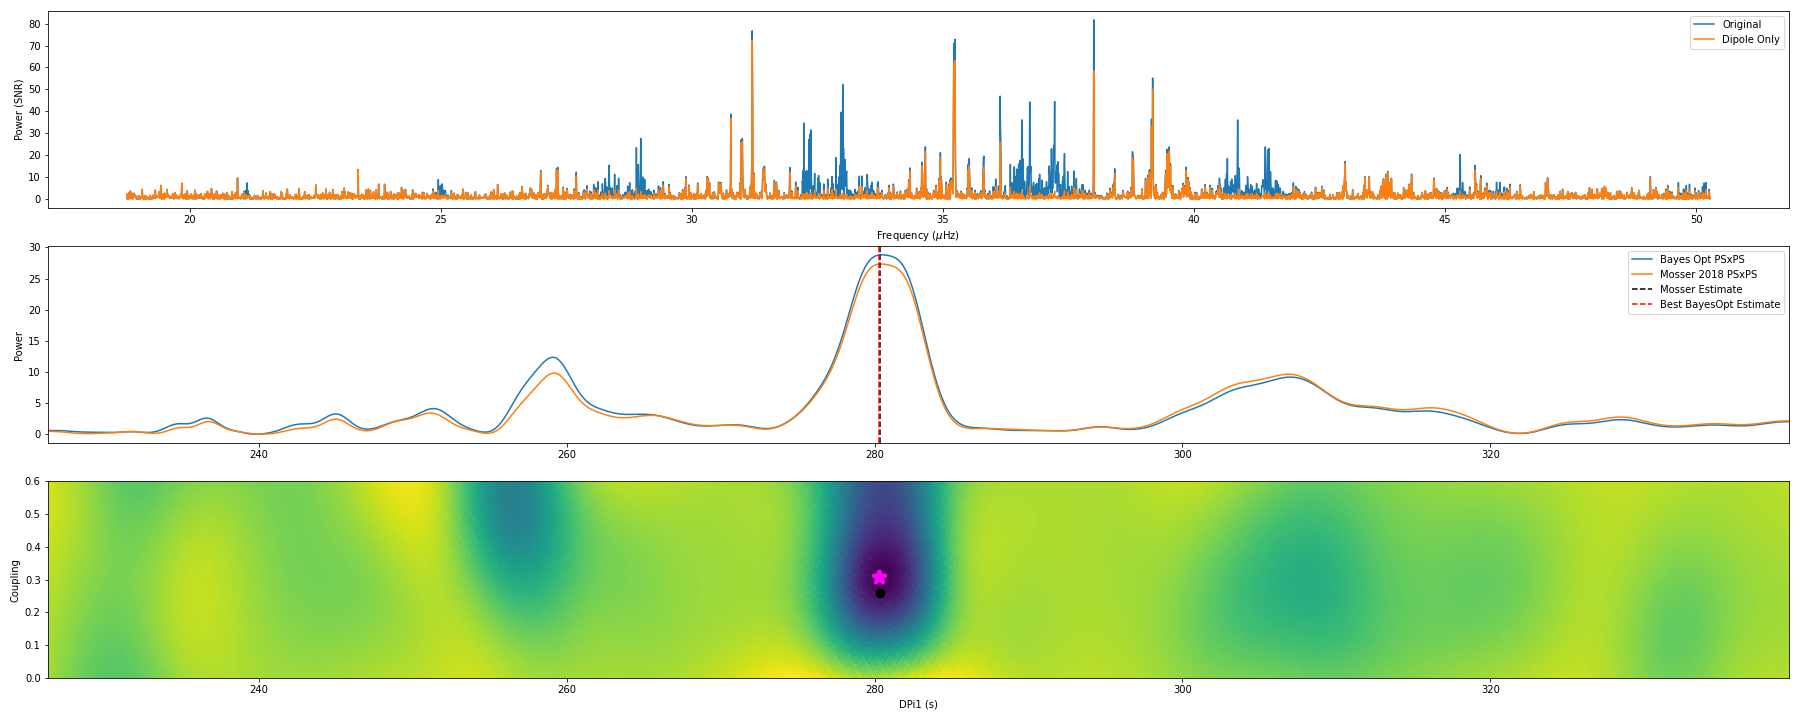 80
70
60
50
40
30
20
10
0
Power (SNR)
Original
Dipole Only
20 25 30 35 40 45 50
Frequency (μHz)
30
25
20
15
10
5
0
Power
Bayes Opt PSxPS
Mosser 2018 PSxPS
Mosser Estimate
Best BayesOpt Estimate
240 260 280 300 320
0.6
0.5
0.4
0.3
0.2
0.1
0.0
Coupling
240 260 280 300 320
DPi1 (s)